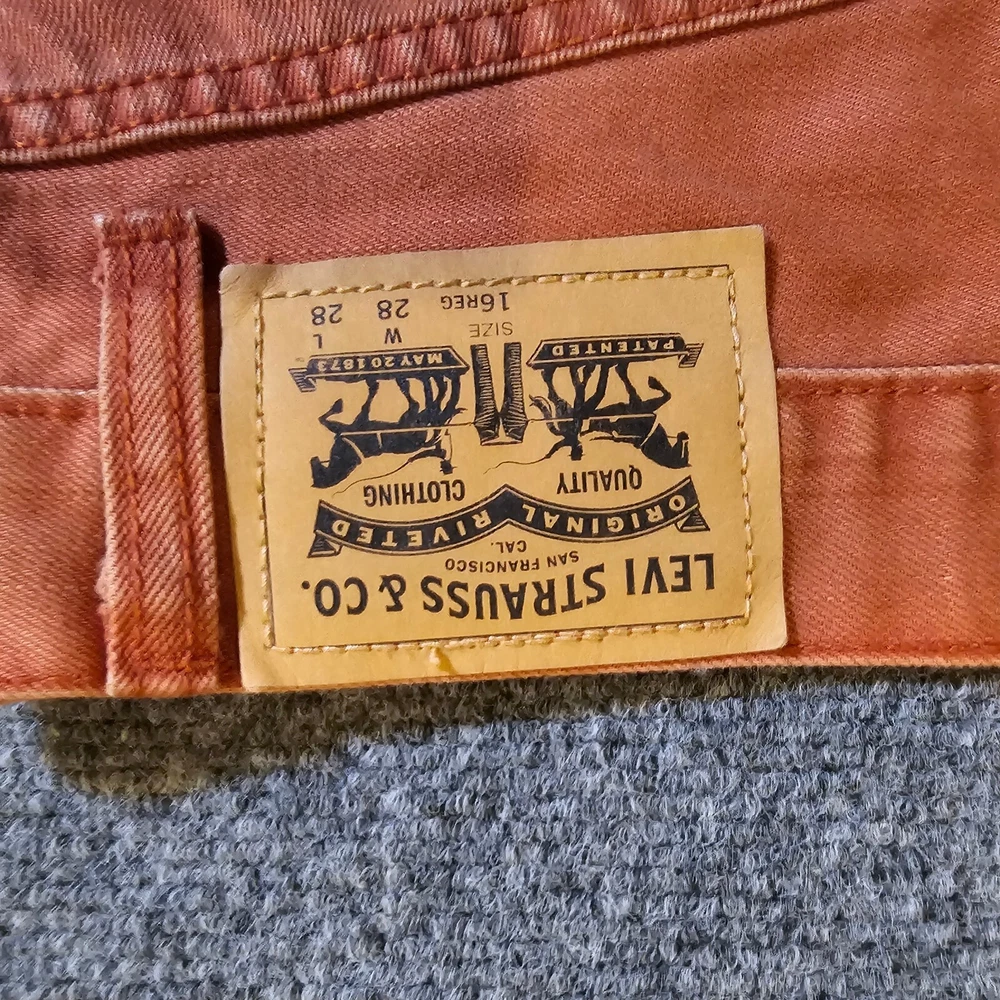 LEVI STRAUSS & CO.
SAN FRANCISCO
CAL.
ORIGINAL RIVETED
QUALITY CLOTHING
PATENTED MAY 20 1873
SIZE W L
16REG 28 28